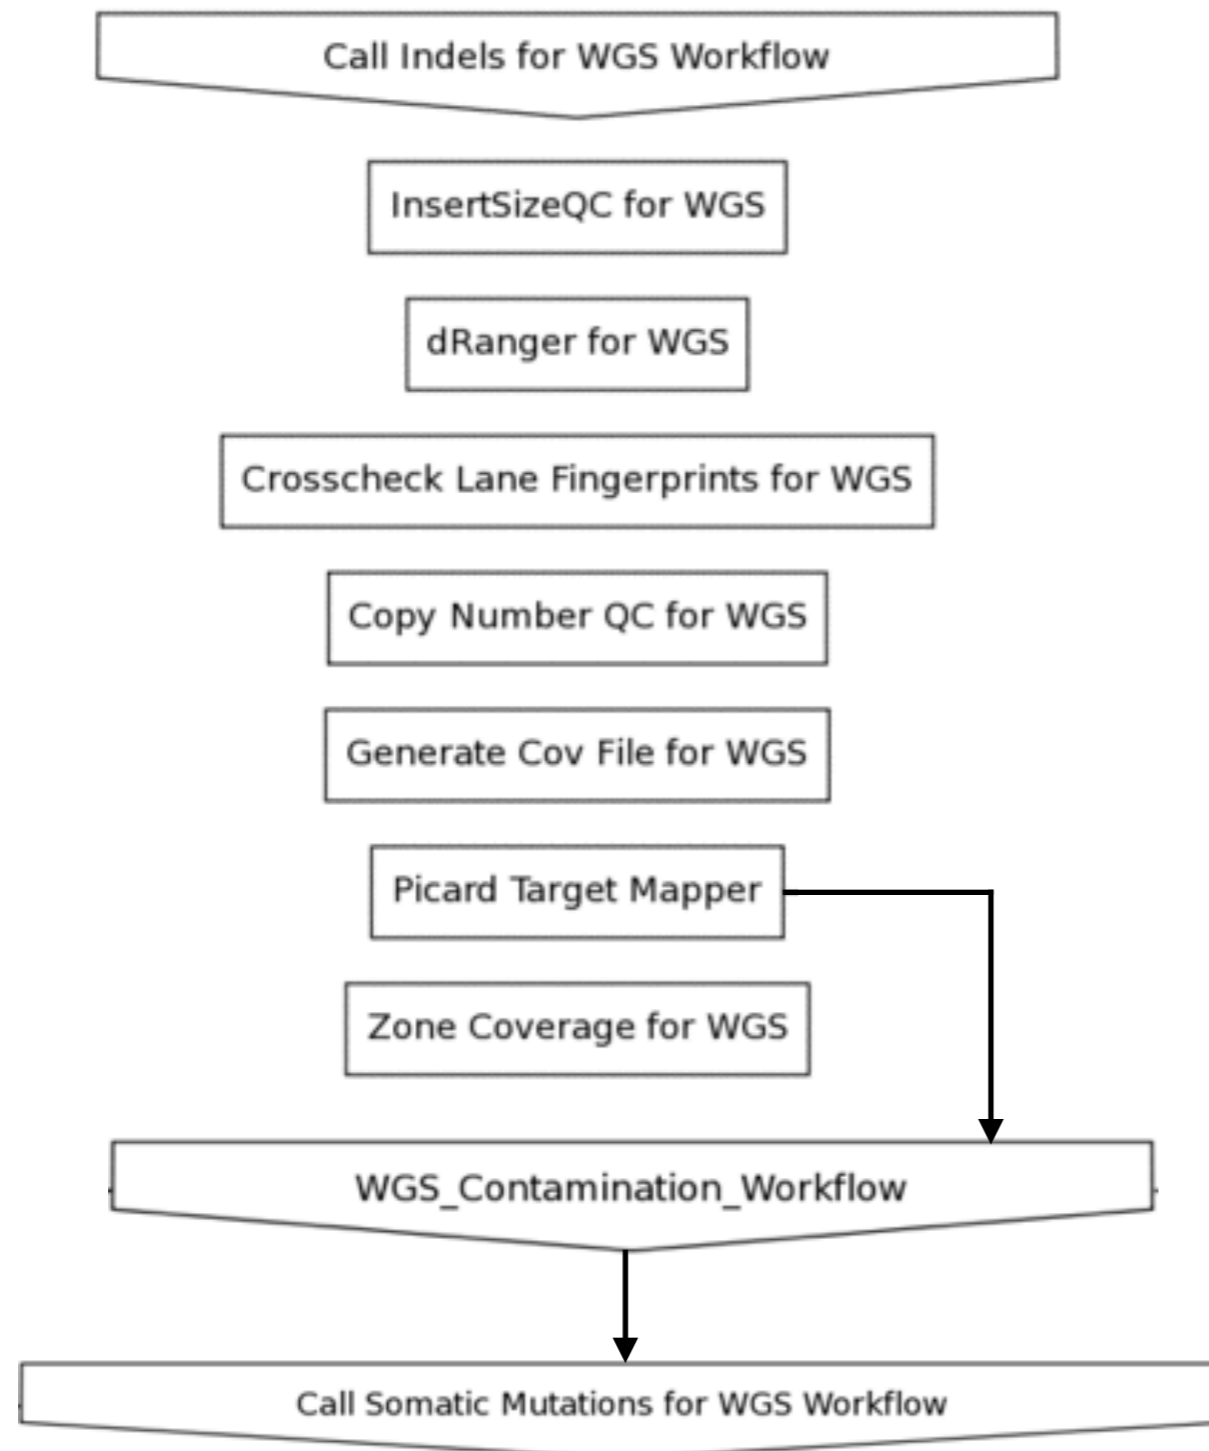 Call Indels for WGS Workflow
InsertSizeQC for WGS
dRanger for WGS
Crosscheck Lane Fingerprints for WGS
Copy Number QC for WGS
Generate Cov File for WGS
Picard Target Mapper
Zone Coverage for WGS
WGS_Contamination_Workflow
Call Somatic Mutations for WGS Workflow